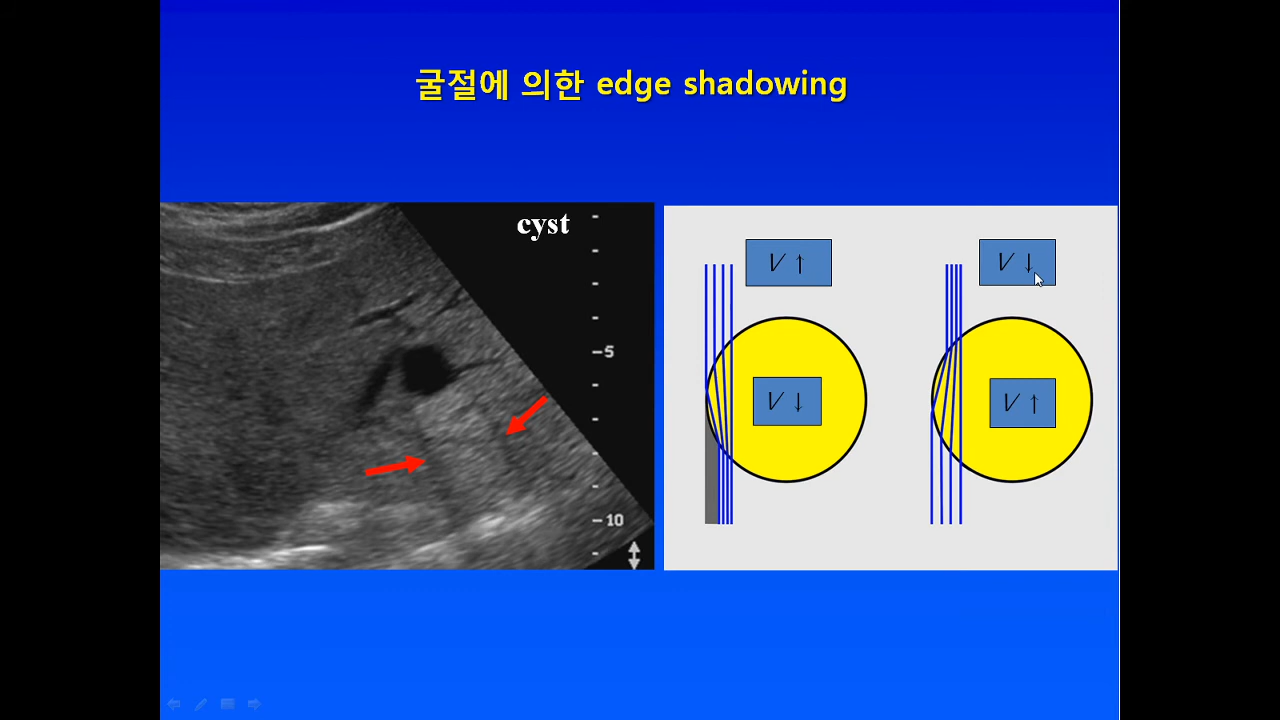 굴절에 의한 edge shadowing
cyst
5
10
V ↑
V ↓
V ↓
V ↑